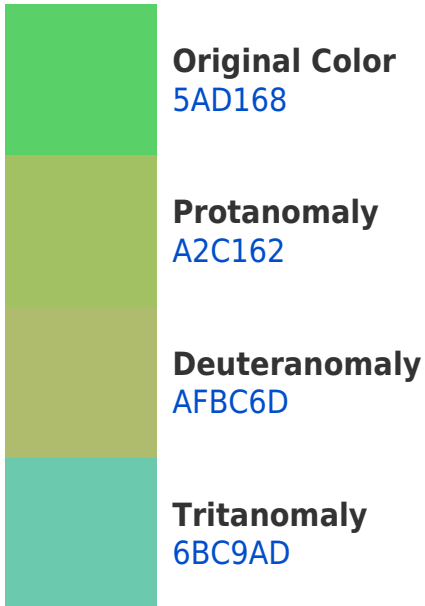 Original Color
5AD168
Protanomaly
A2C162
Deuteranomaly
AFBC6D
Tritanomaly
6BC9AD